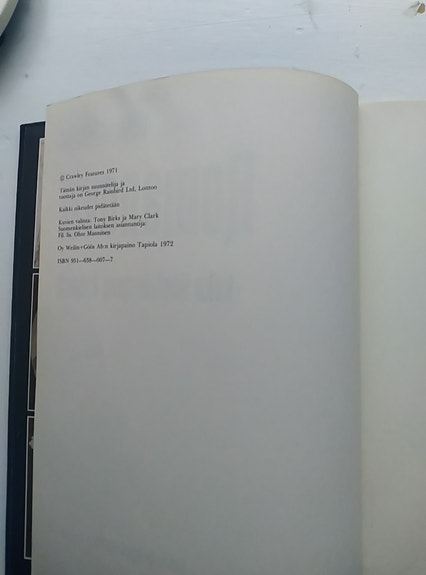 © Crawley Features 1971
Tämän kirjan suunnittelija ja
tuottaja on George Rainbird Ltd, Lontoo
Kaikki oikeudet pidätetään
Kuvien valinta: Tony Birks ja Mary Clark
Suomenkielisen laitoksen asiantuntija:
Fil. lis. Olavi Manninen
Oy Weilin+Göös Ab:n kirjapaino Tapiola 1972
ISBN 951—658—007—7